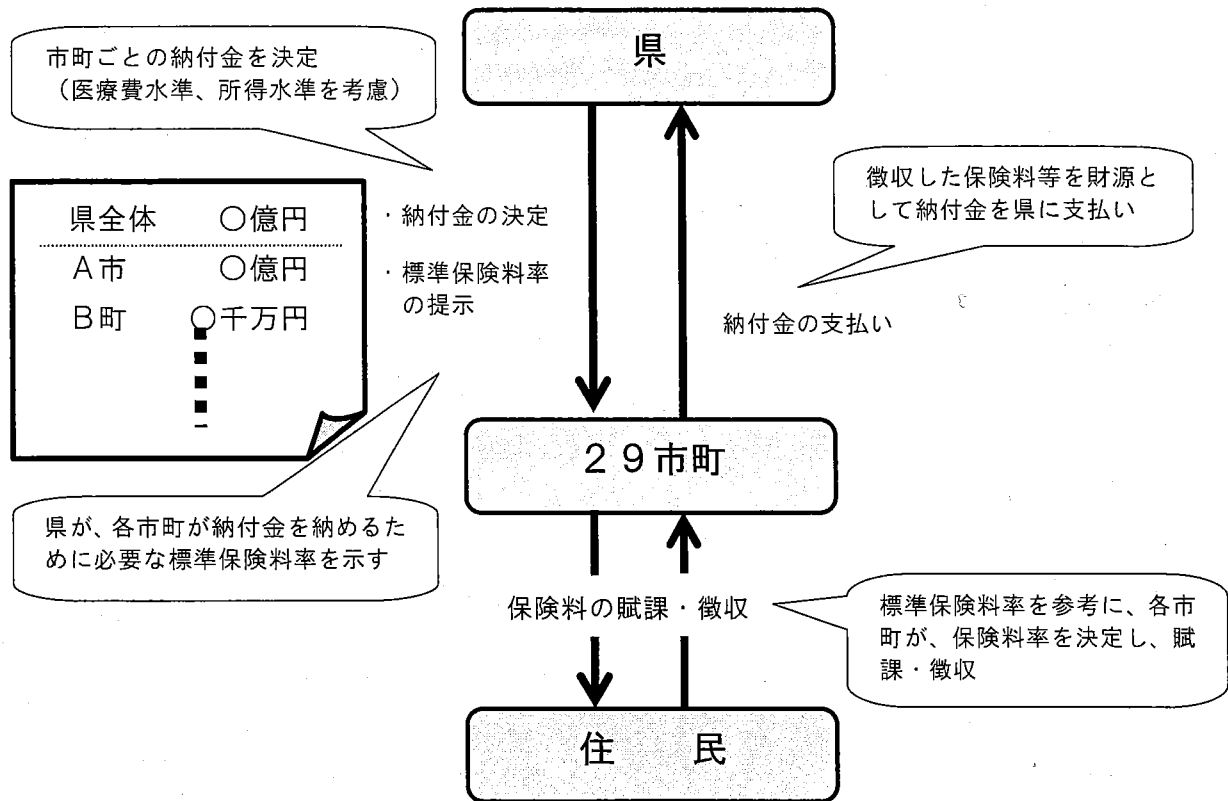 県
市町ごとの納付金を決定
(医療費水準、所得水準を考慮)
県全体 ○億円
A市 ○億円
B町 ○千万円
・納付金の決定
・標準保険料率
の提示
徴収した保険料等を財源と
して納付金を県に支払い
納付金の支払い
29市町
県が、各市町が納付金を納めるた
めに必要な標準保険料率を示す
保険料の賦課・徴収
標準保険料率を参考に、各市
町が、保険料率を決定し、賦
課・徴収
住 民